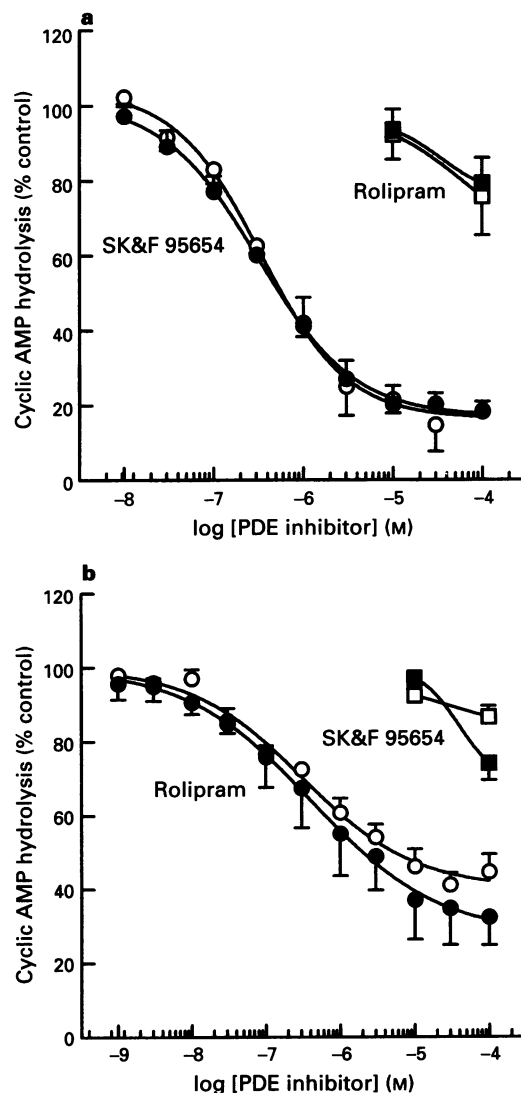 a
120
100
80
60
40
20
0
Cyclic AMP hydrolysis (% control)
Rolipram
SK&F 95654
−8
−7
−6
−5
−4
log [PDE inhibitor] (M)
b
120
100
80
60
40
20
0
Cyclic AMP hydrolysis (% control)
SK&F 95654
Rolipram
−9
−8
−7
−6
−5
−4
log [PDE inhibitor] (M)